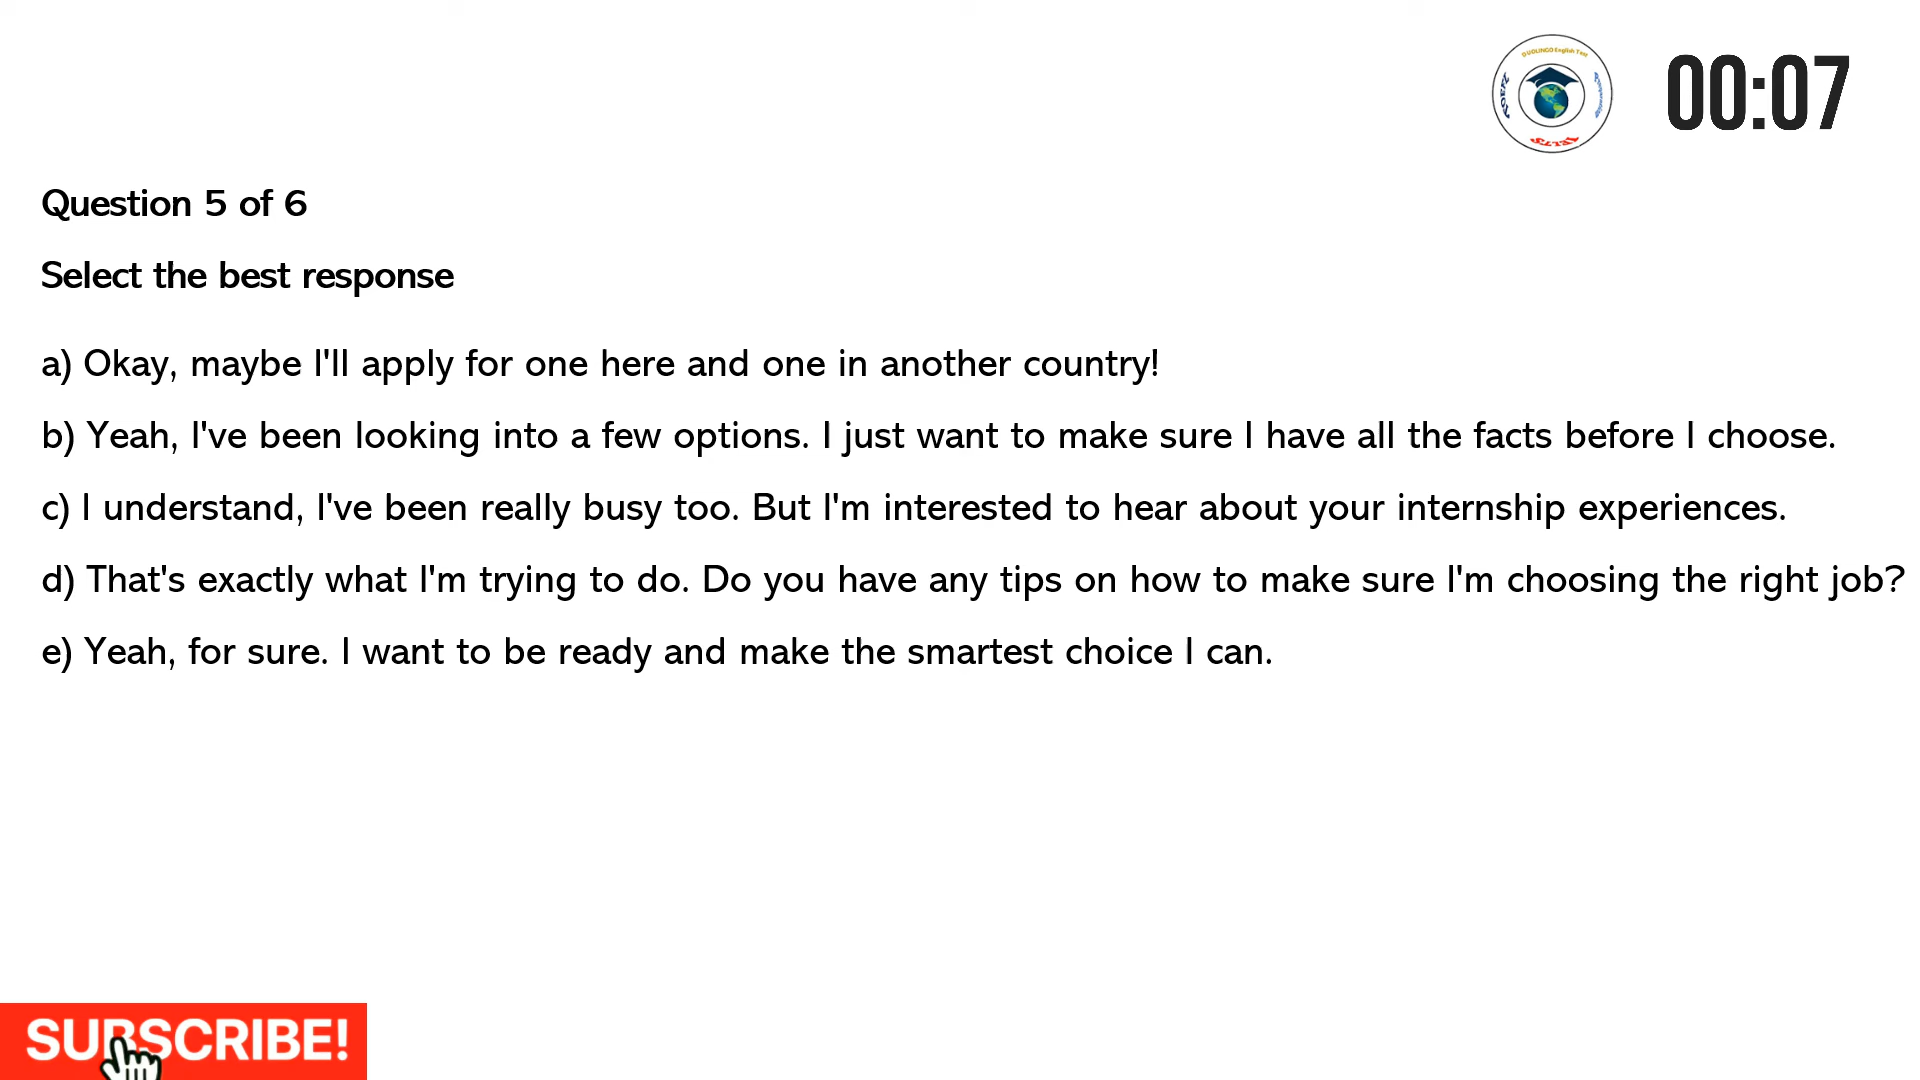 DUOLINGO English Test
00:07
IELTS
Question 5 of 6
Select the best response
a) Okay, maybe I'll apply for one here and one in another country!
b) Yeah, I've been looking into a few options. I just want to make sure I have all the facts before I choose.
c) I understand, I've been really busy too. But I'm interested to hear about your internship experiences.
d) That's exactly what I'm trying to do. Do you have any tips on how to make sure I'm choosing the right job?
e) Yeah, for sure. I want to be ready and make the smartest choice I can.
SUBSCRIBE!